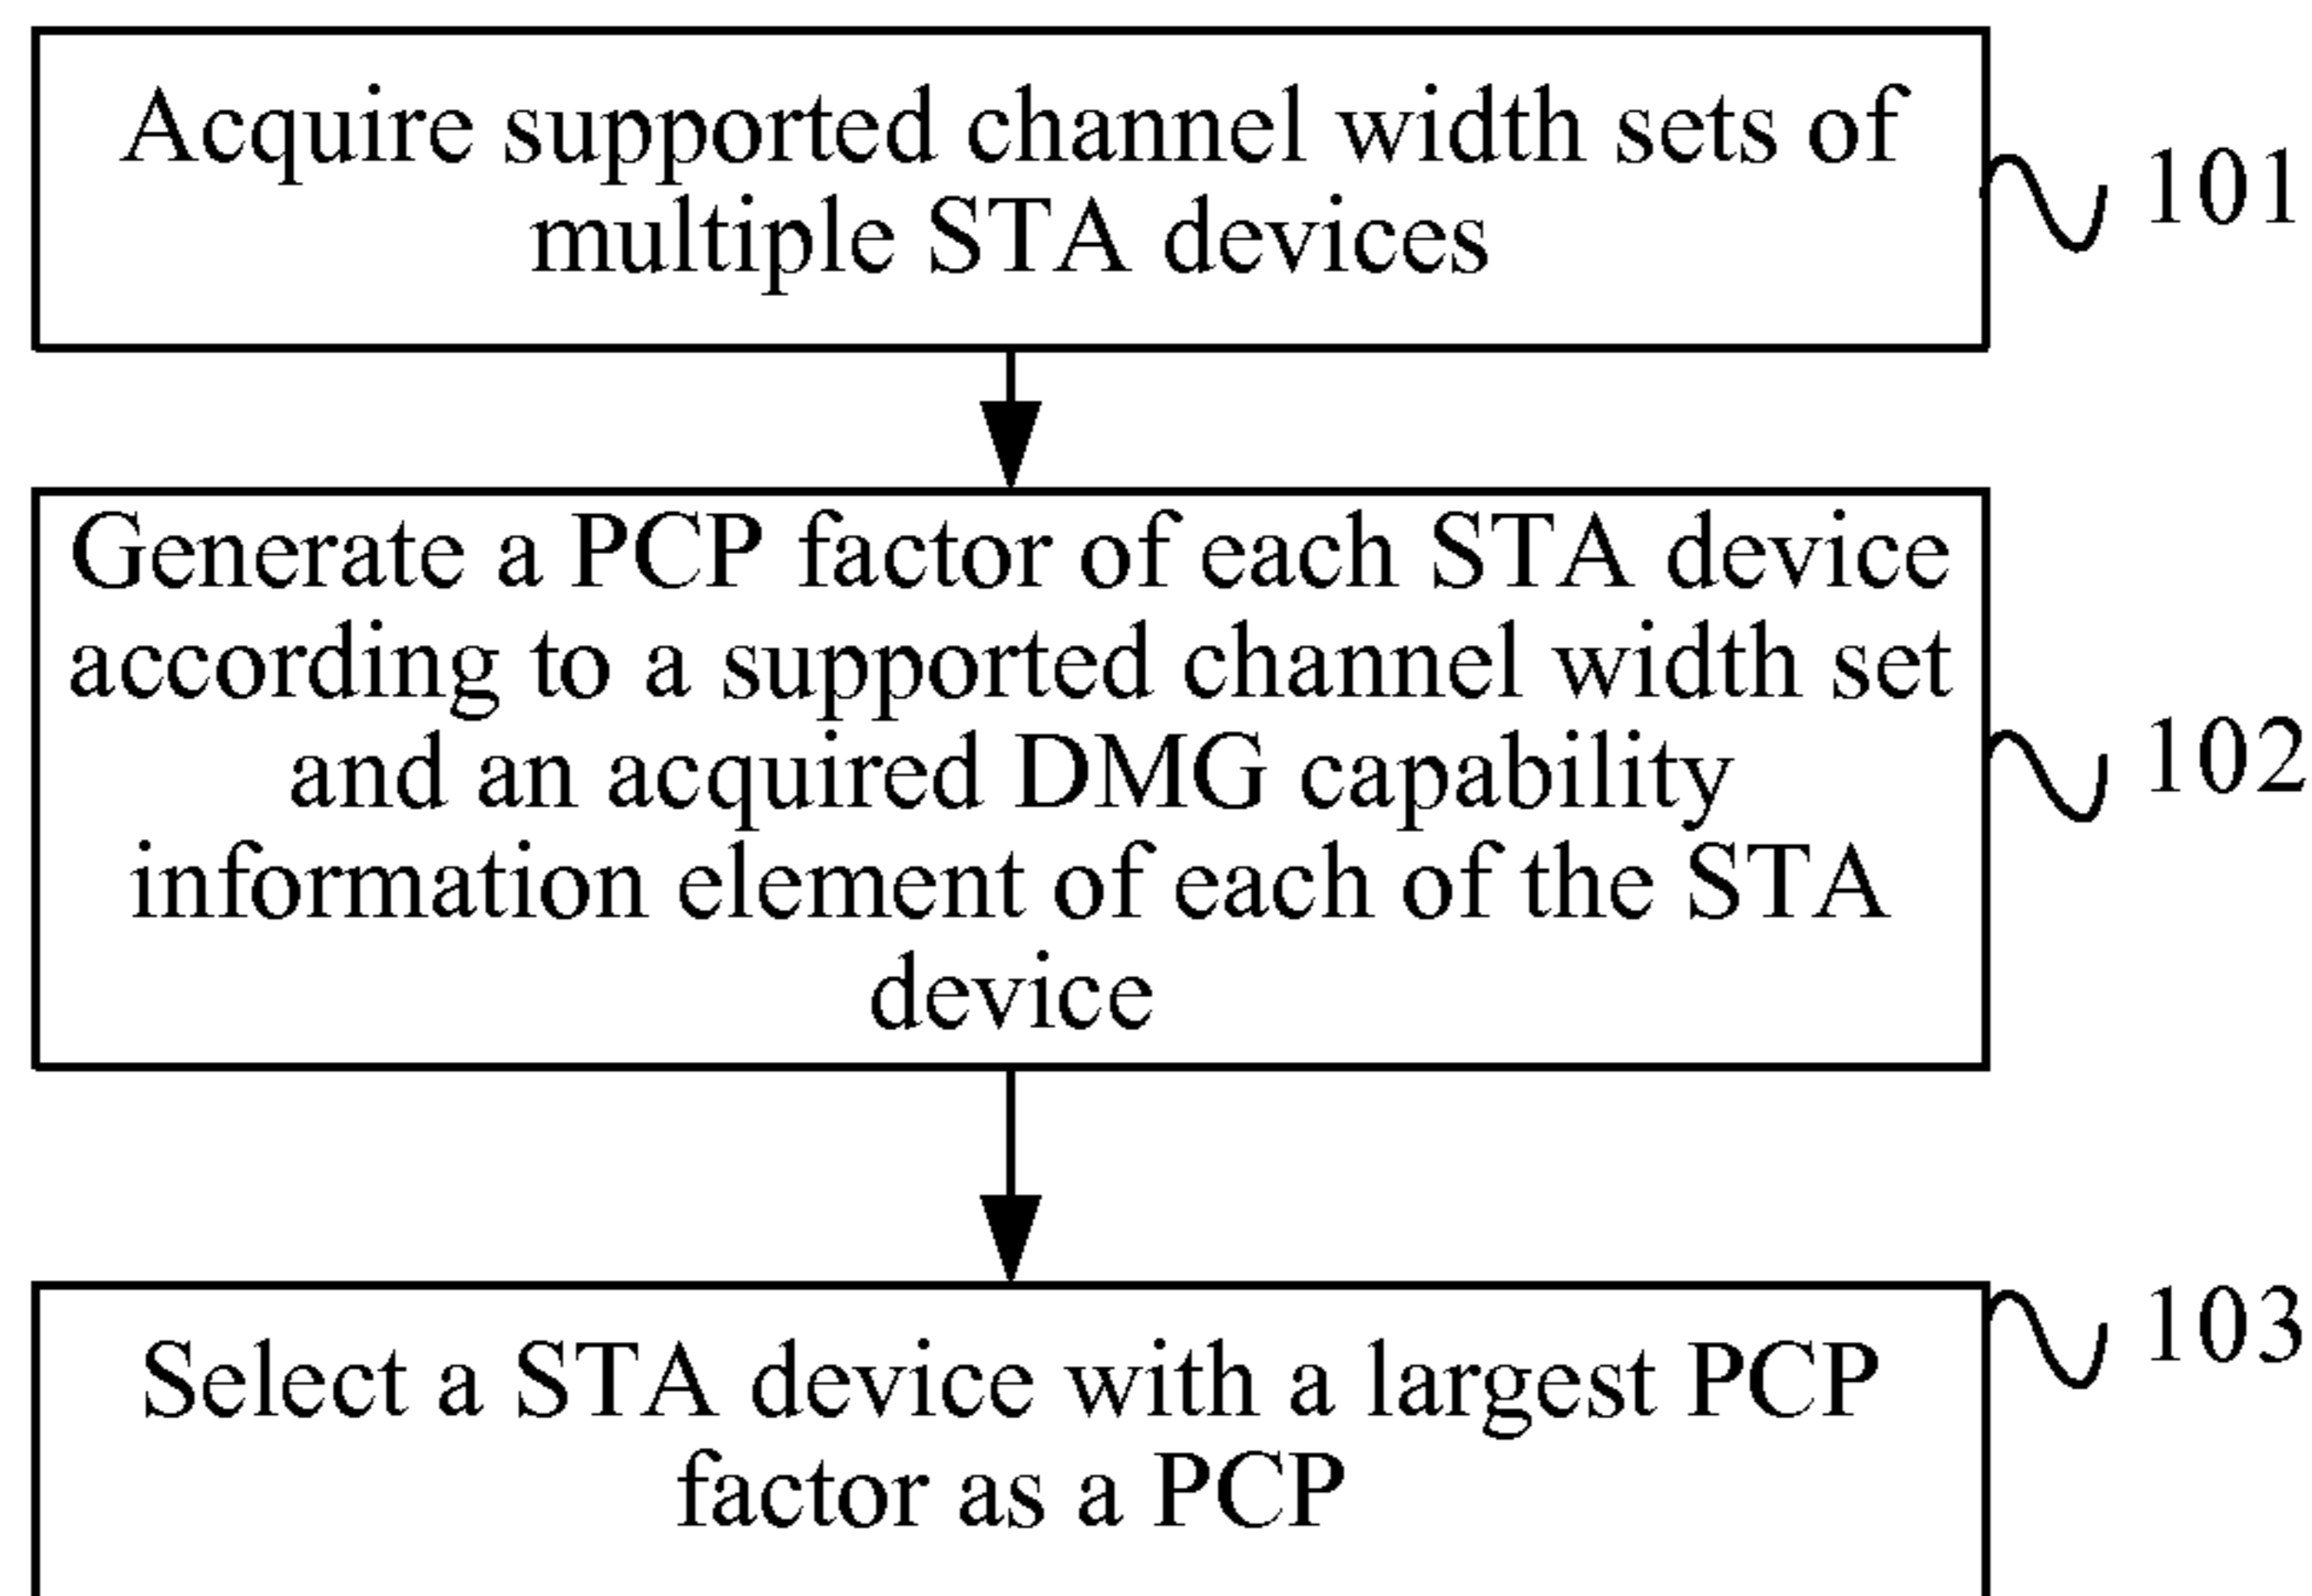 Acquire supported channel width sets of
multiple STA devices
101
Generate a PCP factor of each STA device
according to a supported channel width set
and an acquired DMG capability
information element of each of the STA
device
102
Select a STA device with a largest PCP
factor as a PCP
103